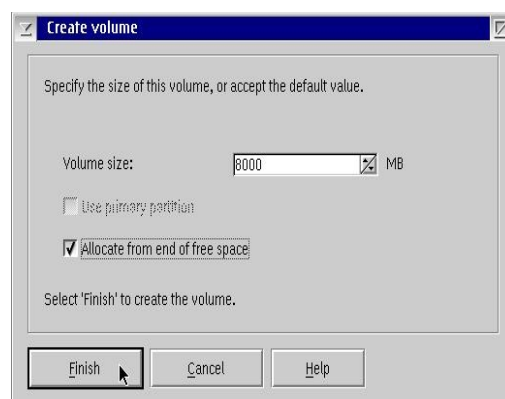 Create volume
Specify the size of this volume, or accept the default value.
Volume size: 8000 MB
Use primary partition
Allocate from end of free space
Select 'Finish' to create the volume.
Finish Cancel Help